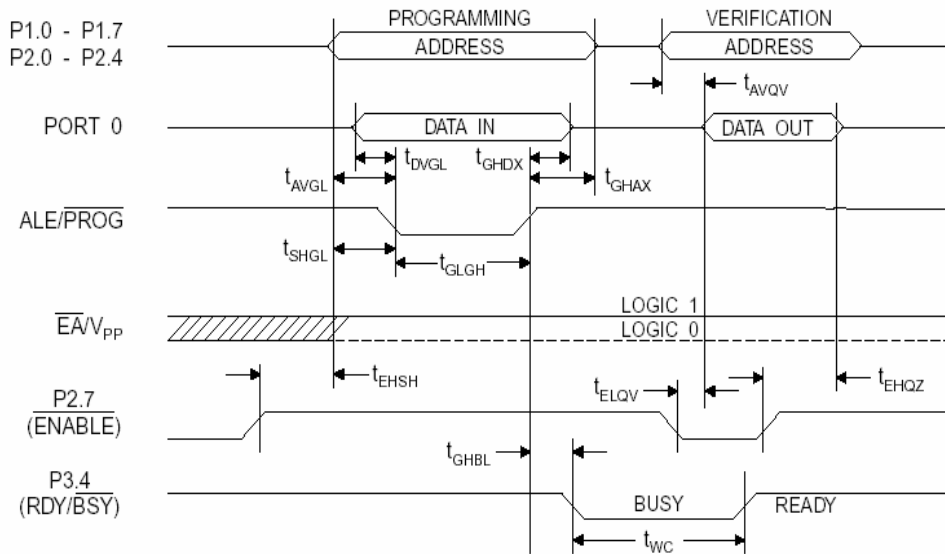 PROGRAMMING VERIFICATION
P1.0 - P1.7
P2.0 - P2.4
ADDRESS ADDRESS
tAVQV
PORT 0 DATA IN DATA OUT
tDVGL tGHDX
tAVGL tGHAX
ALE/PROG
tSHGL tGLGH
LOGIC 1
EA/VPP
LOGIC 0
tEHSH tELQV tEHQZ
P2.7
(ENABLE)
tGHBL
P3.4
(RDY/BSY)
BUSY READY
tWC